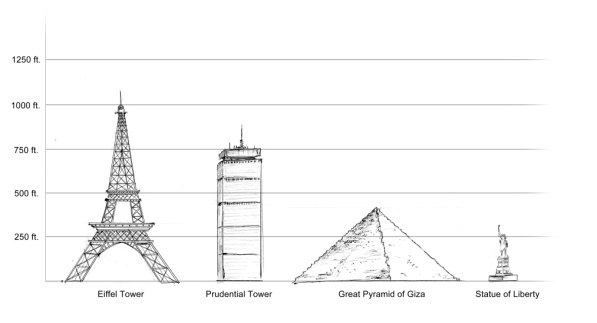 1250 ft.
1000 ft.
750 ft.
500 ft.
250 ft.
Eiffel Tower
Prudential Tower
Great Pyramid of Giza
Statue of Liberty